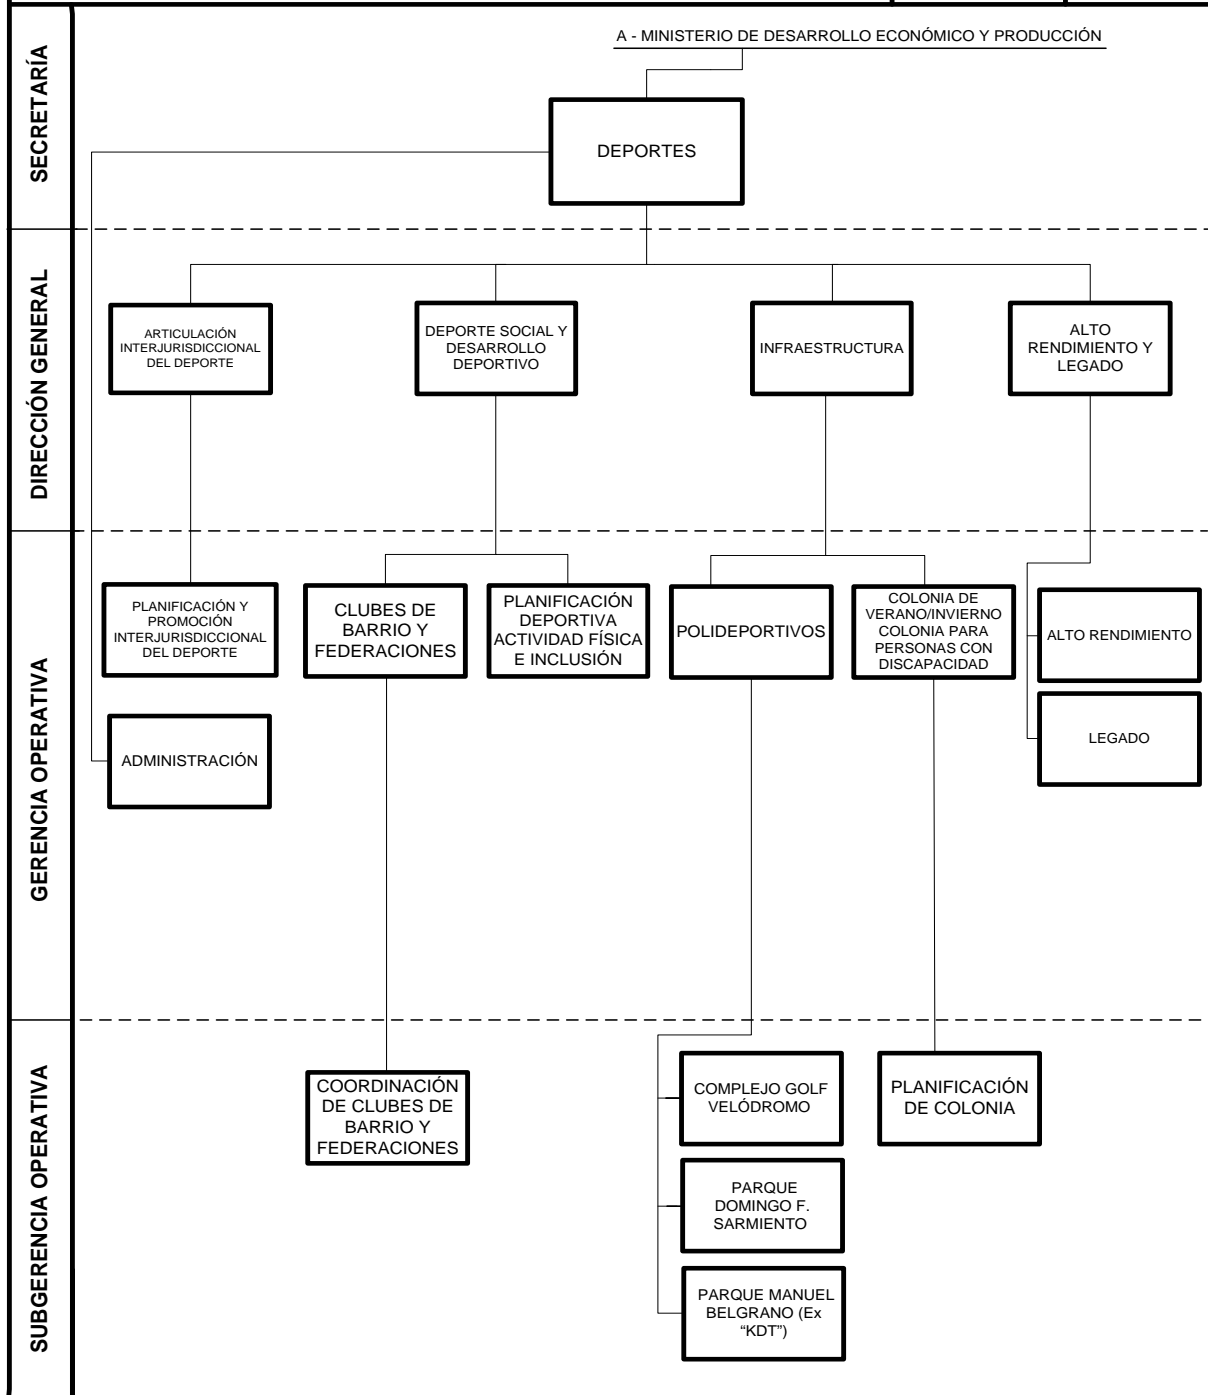 A - MINISTERIO DE DESARROLLO ECONÓMICO Y PRODUCCIÓN
SECRETARÍA
DEPORTES
DIRECCIÓN GENERAL
ARTICULACIÓN
INTERJURISDICCIONAL
DEL DEPORTE
DEPORTE SOCIAL Y
DESARROLLO
DEPORTIVO
INFRAESTRUCTURA
ALTO
RENDIMIENTO Y
LEGADO
GERENCIA OPERATIVA
PLANIFICACIÓN Y
PROMOCIÓN
INTERJURISDICCIONAL
DEL DEPORTE
CLUBES DE
BARRIO Y
FEDERACIONES
PLANIFICACIÓN
DEPORTIVA
ACTIVIDAD FÍSICA
E INCLUSIÓN
POLIDEPORTIVOS
COLONIA DE
VERANO/INVIERNO
COLONIA PARA
PERSONAS CON
DISCAPACIDAD
ALTO RENDIMIENTO
ADMINISTRACIÓN
LEGADO
SUBGERENCIA OPERATIVA
COORDINACIÓN
DE CLUBES DE
BARRIO Y
FEDERACIONES
COMPLEJO GOLF
VELÓDROMO
PLANIFICACIÓN
DE COLONIA
PARQUE
DOMINGO F.
SARMIENTO
PARQUE MANUEL
BELGRANO (Ex
“KDT”)